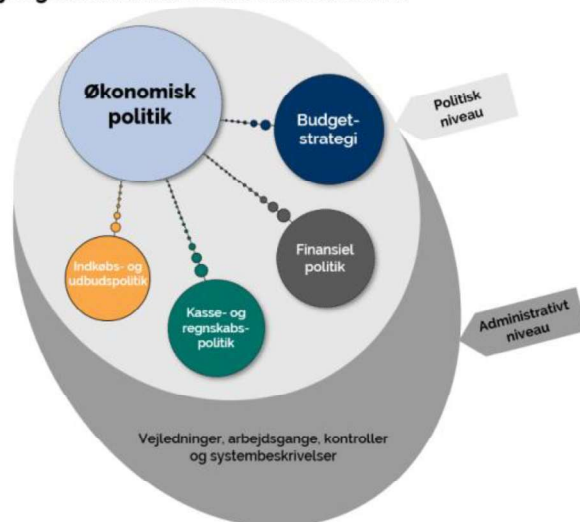 Økonomisk
politik
Budget-
strategi
Politisk
niveau
Finansiel
politik
Indkøbs- og
udbudspolitik
Kasse- og
regnskabs-
politik
Administrativt
niveau
Vejledninger, arbejdsgange, kontroller
og systembeskrivelser